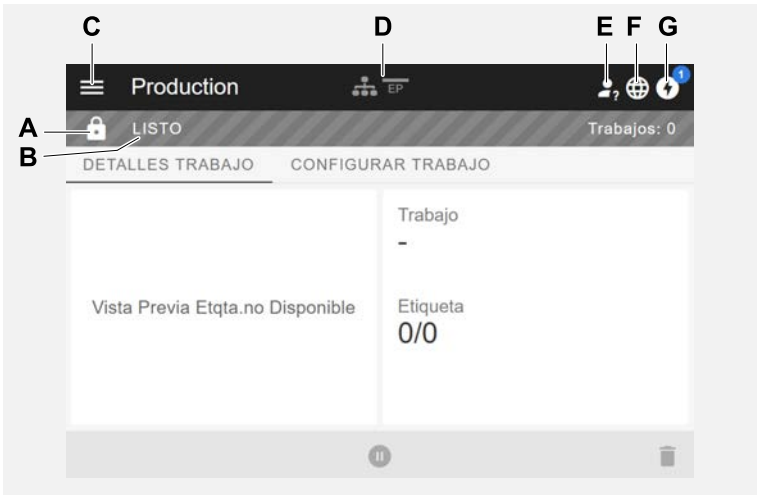 C D E F G
Production EP ? 1
A LISTO Trabajos: 0
B
DETALLES TRABAJO CONFIGURAR TRABAJO
Trabajo
-
Vista Previa Etqta.no Disponible
Etiqueta
0/0